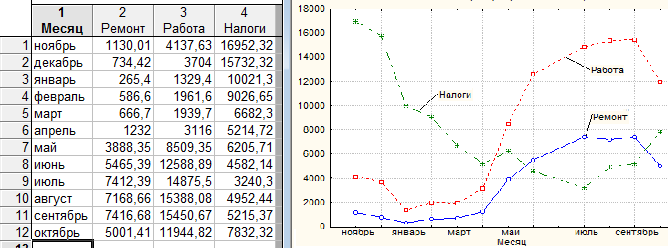 1 2 3 4
Месяц Ремонт Работа Налоги
1 ноябрь 1130,01 4137,63 16952,32
2 декабрь 734,42 3704 15732,32
3 январь 265,4 1329,4 10021,3
4 февраль 586,6 1961,6 9026,65
5 март 666,7 1939,7 6682,3
6 апрель 1232 3116 5214,72
7 май 3888,35 8509,35 6205,71
8 июнь 5465,39 12588,89 4582,14
9 июль 7412,39 14875,5 3240,3
10 август 7168,66 15388,08 4952,44
11 сентябрь 7416,68 15450,67 5215,37
12 октябрь 5001,41 11944,82 7832,32
18000
16000
14000
12000
10000
8000
6000
4000
2000
0
Работа
Налоги
Ремонт
ноябрь январь март май июль сентябрь
Месяц